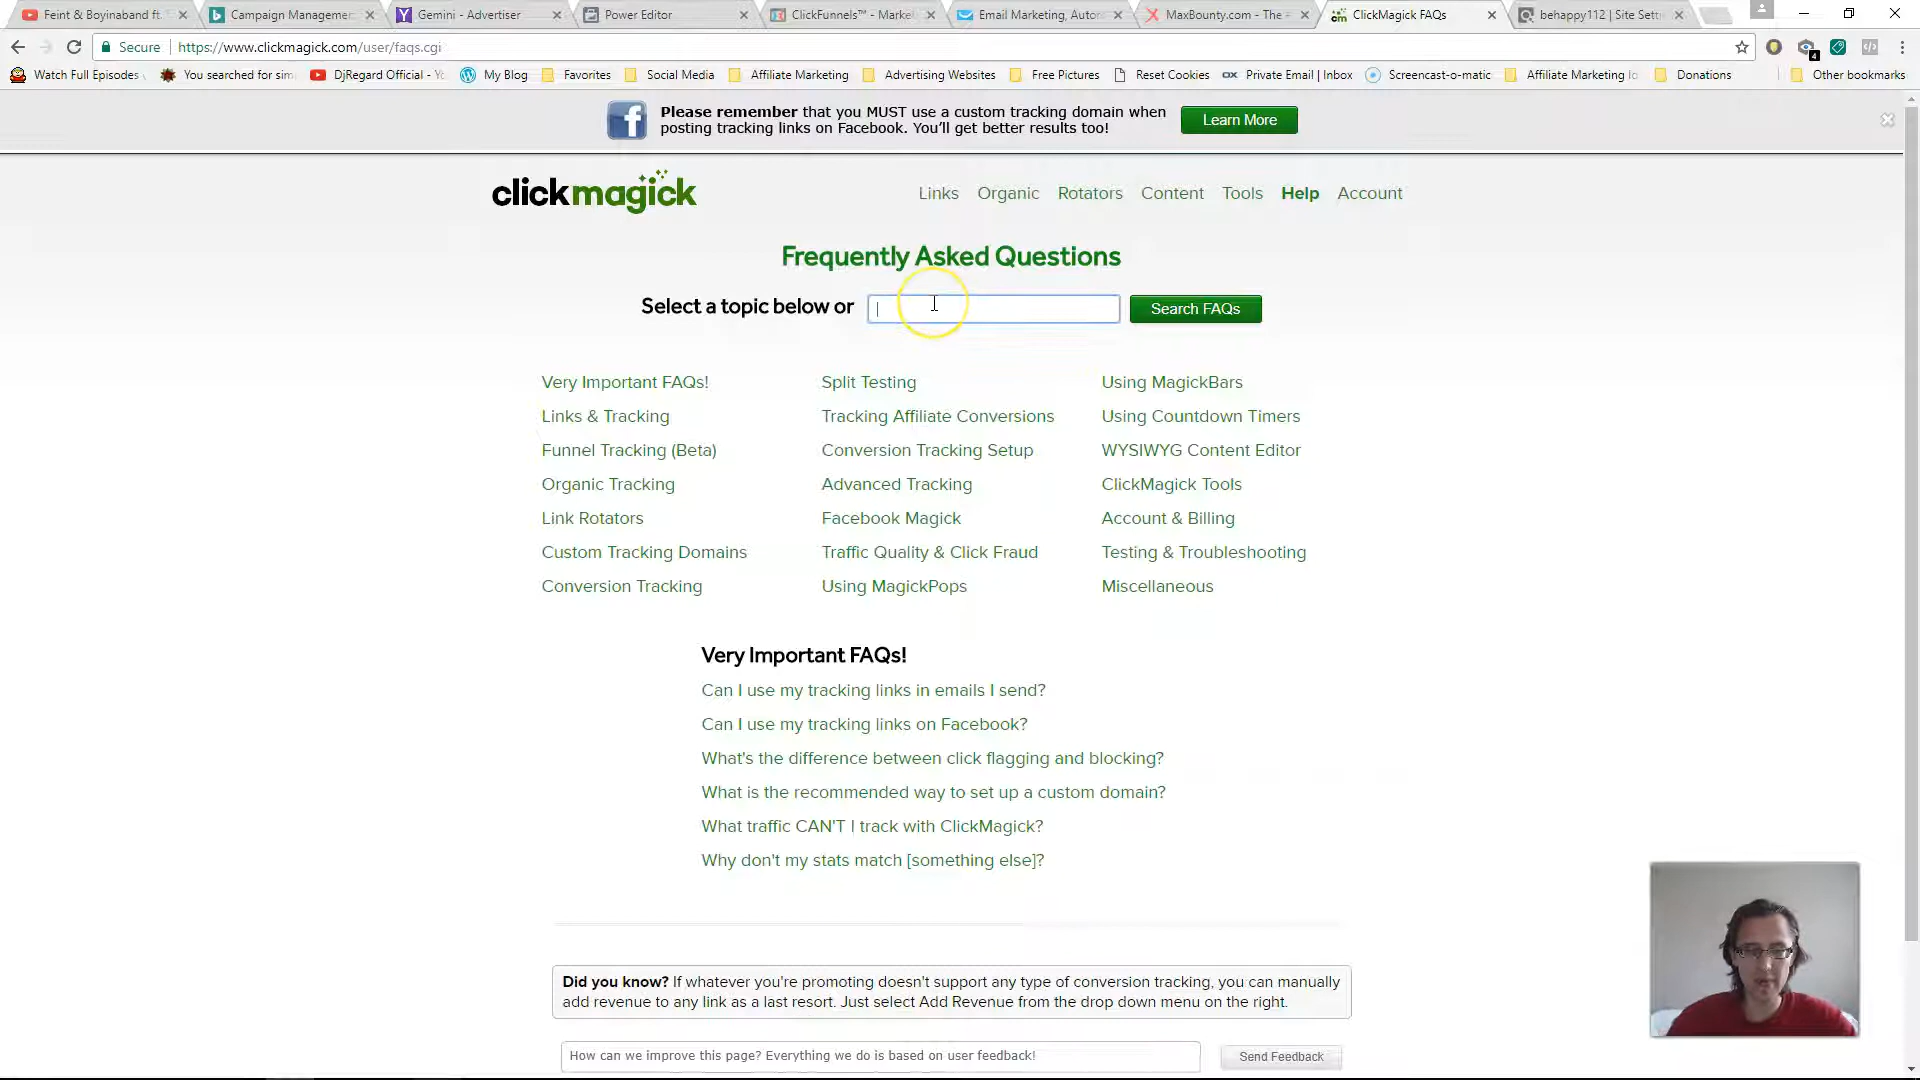 Feint & Boyinaband ft.
Campaign Managemen
Gemini - Advertiser
Power Editor
ClickFunnels™ - Marke
Email Marketing, Autor
MaxBounty.com - The
ClickMagick FAQs
behappy112 | Site Sett
Secure
https://www.clickmagick.com/user/faqs.cgi
Watch Full Episodes
You searched for sim
DjRegard Official - Yo
My Blog
Favorites
Social Media
Affiliate Marketing
Advertising Websites
Free Pictures
Reset Cookies
Private Email | Inbox
Screencast-o-matic
Affiliate Marketing Id
Donations
Other bookmarks
Please remember that you MUST use a custom tracking domain when
posting tracking links on Facebook. You'll get better results too!
Learn More
clickmagick
Links
Organic
Rotators
Content
Tools
Help
Account
Frequently Asked Questions
Select a topic below or
Search FAQs
Very Important FAQs!
Split Testing
Using MagickBars
Links & Tracking
Tracking Affiliate Conversions
Using Countdown Timers
Funnel Tracking (Beta)
Conversion Tracking Setup
WYSIWYG Content Editor
Organic Tracking
Advanced Tracking
ClickMagick Tools
Link Rotators
Facebook Magick
Account & Billing
Custom Tracking Domains
Traffic Quality & Click Fraud
Testing & Troubleshooting
Conversion Tracking
Using MagickPops
Miscellaneous
Very Important FAQs!
Can I use my tracking links in emails I send?
Can I use my tracking links on Facebook?
What's the difference between click flagging and blocking?
What is the recommended way to set up a custom domain?
What traffic CAN'T I track with ClickMagick?
Why don't my stats match [something else]?
Did you know? If whatever you're promoting doesn't support any type of conversion tracking, you can manually
add revenue to any link as a last resort. Just select Add Revenue from the drop down menu on the right.
How can we improve this page? Everything we do is based on user feedback!
Send Feedback